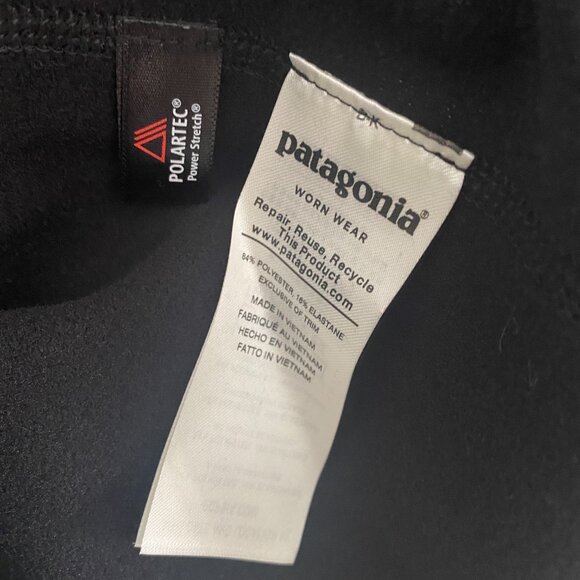 POLARTEC®
Power Stretch®
B-K
patagonia®
WORN WEAR
Repair, Reuse, Recycle
This Product
www.patagonia.com
84% POLYESTER, 16% ELASTANE
EXCLUSIVE OF TRIM
MADE IN VIETNAM
FABRIQUÉ AU VIETNAM
HECHO EN VIETNAM
FATTO IN VIETNAM